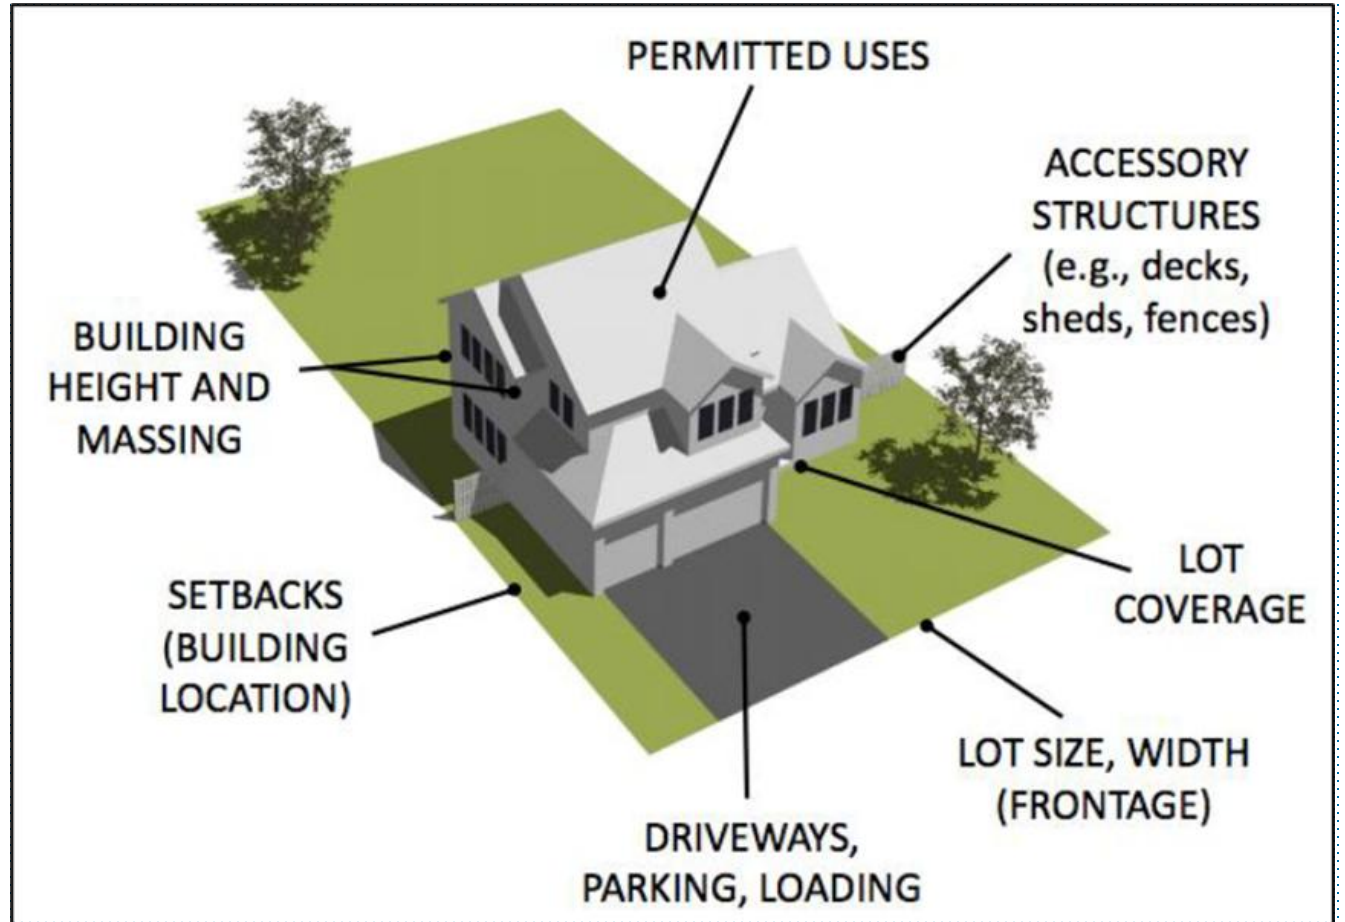 PERMITTED USES
ACCESSORY
STRUCTURES
(e.g., decks,
sheds, fences)
BUILDING
HEIGHT AND
MASSING
LOT
COVERAGE
SETBACKS
(BUILDING
LOCATION)
LOT SIZE, WIDTH
(FRONTAGE)
DRIVEWAYS,
PARKING, LOADING